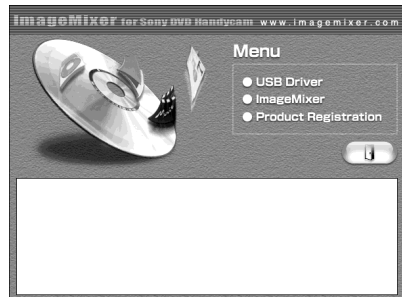 ImageMixer for Sony DVD Handycam www.imagemixer.com
Menu
USB Driver
ImageMixer
Product Registration